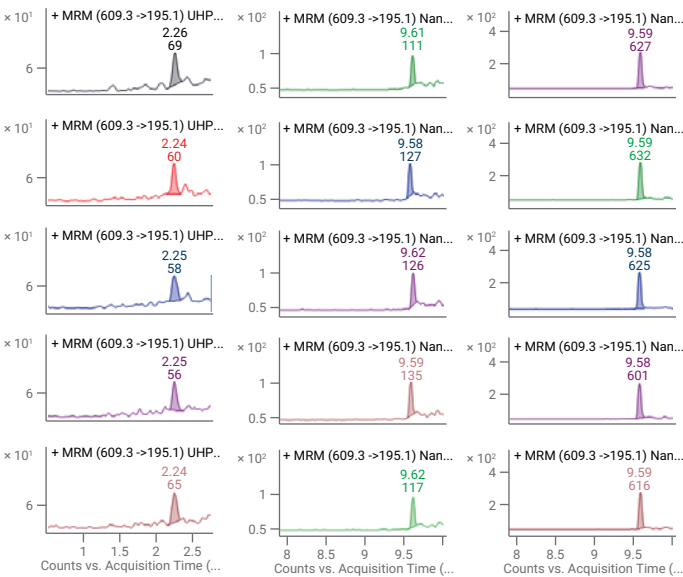 × 10¹ + MRM (609.3 ->195.1) UHP...
2.26
69
6
× 10² + MRM (609.3 ->195.1) Nan...
9.61
111
1
0.5
× 10² + MRM (609.3 ->195.1) Nan...
9.59
627
4
2
× 10¹ + MRM (609.3 ->195.1) UHP...
2.24
60
6
× 10² + MRM (609.3 ->195.1) Nan...
9.58
127
1
0.5
× 10² + MRM (609.3 ->195.1) Nan...
9.59
632
4
2
× 10¹ + MRM (609.3 ->195.1) UHP...
2.25
58
6
× 10² + MRM (609.3 ->195.1) Nan...
9.62
126
1
0.5
× 10² + MRM (609.3 ->195.1) Nan...
9.58
625
4
2
× 10¹ + MRM (609.3 ->195.1) UHP...
2.25
56
6
× 10² + MRM (609.3 ->195.1) Nan...
9.59
135
1
0.5
× 10² + MRM (609.3 ->195.1) Nan...
9.58
601
4
2
× 10¹ + MRM (609.3 ->195.1) UHP..
2.24
65
6
1 1.5 2 2.5
Counts vs. Acquisition Time (...
× 10² + MRM (609.3 ->195.1) Nan...
9.62
117
1
0.5
8 8.5 9 9.5
Counts vs. Acquisition Time (...
× 10² + MRM (609.3 ->195.1) Nan...
9.59
616
4
2
8 8.5 9 9.5
Counts vs. Acquisition Time (...